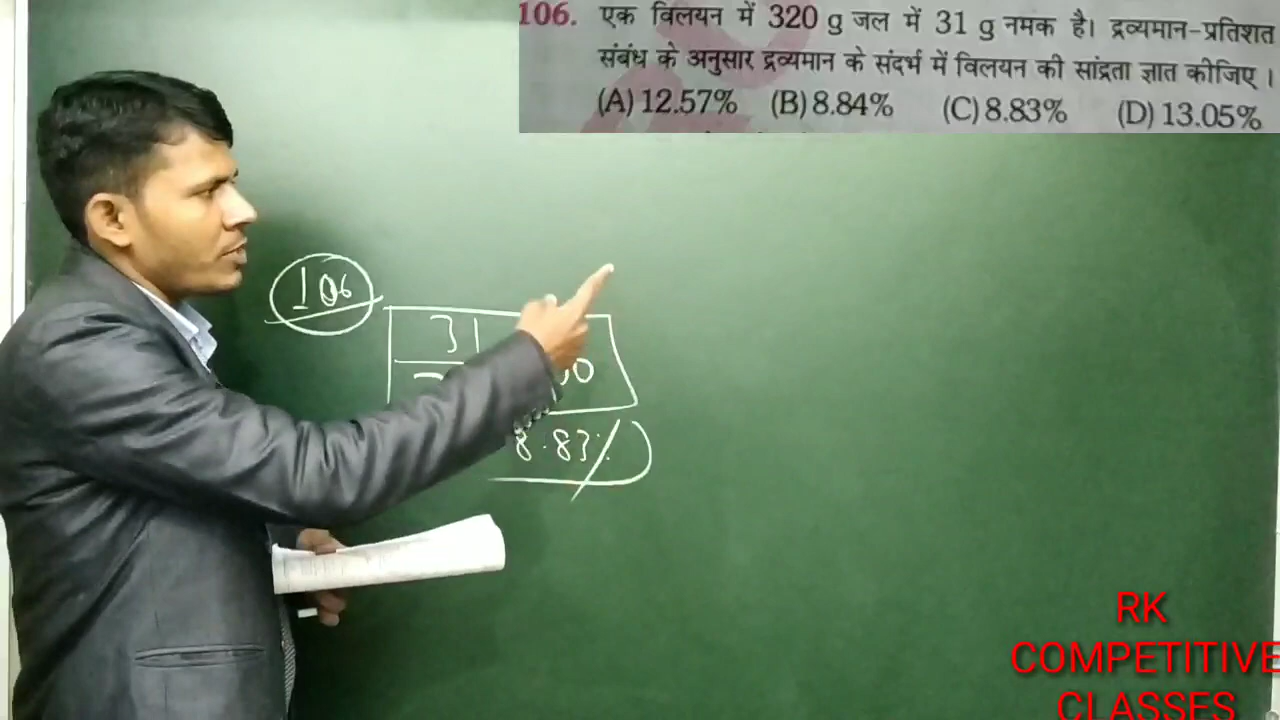 106. एक विलयन में 320 g जल में 31 g नमक है। द्रव्यमान-प्रतिशत
संबंध के अनुसार द्रव्यमान के संदर्भ में विलयन की सांद्रता ज्ञात कीजिए ।
(A) 12.57% (B) 8.84% (C) 8.83% (D) 13.05%
106
31
8.83%
RK
COMPETITIVE
CLASSES